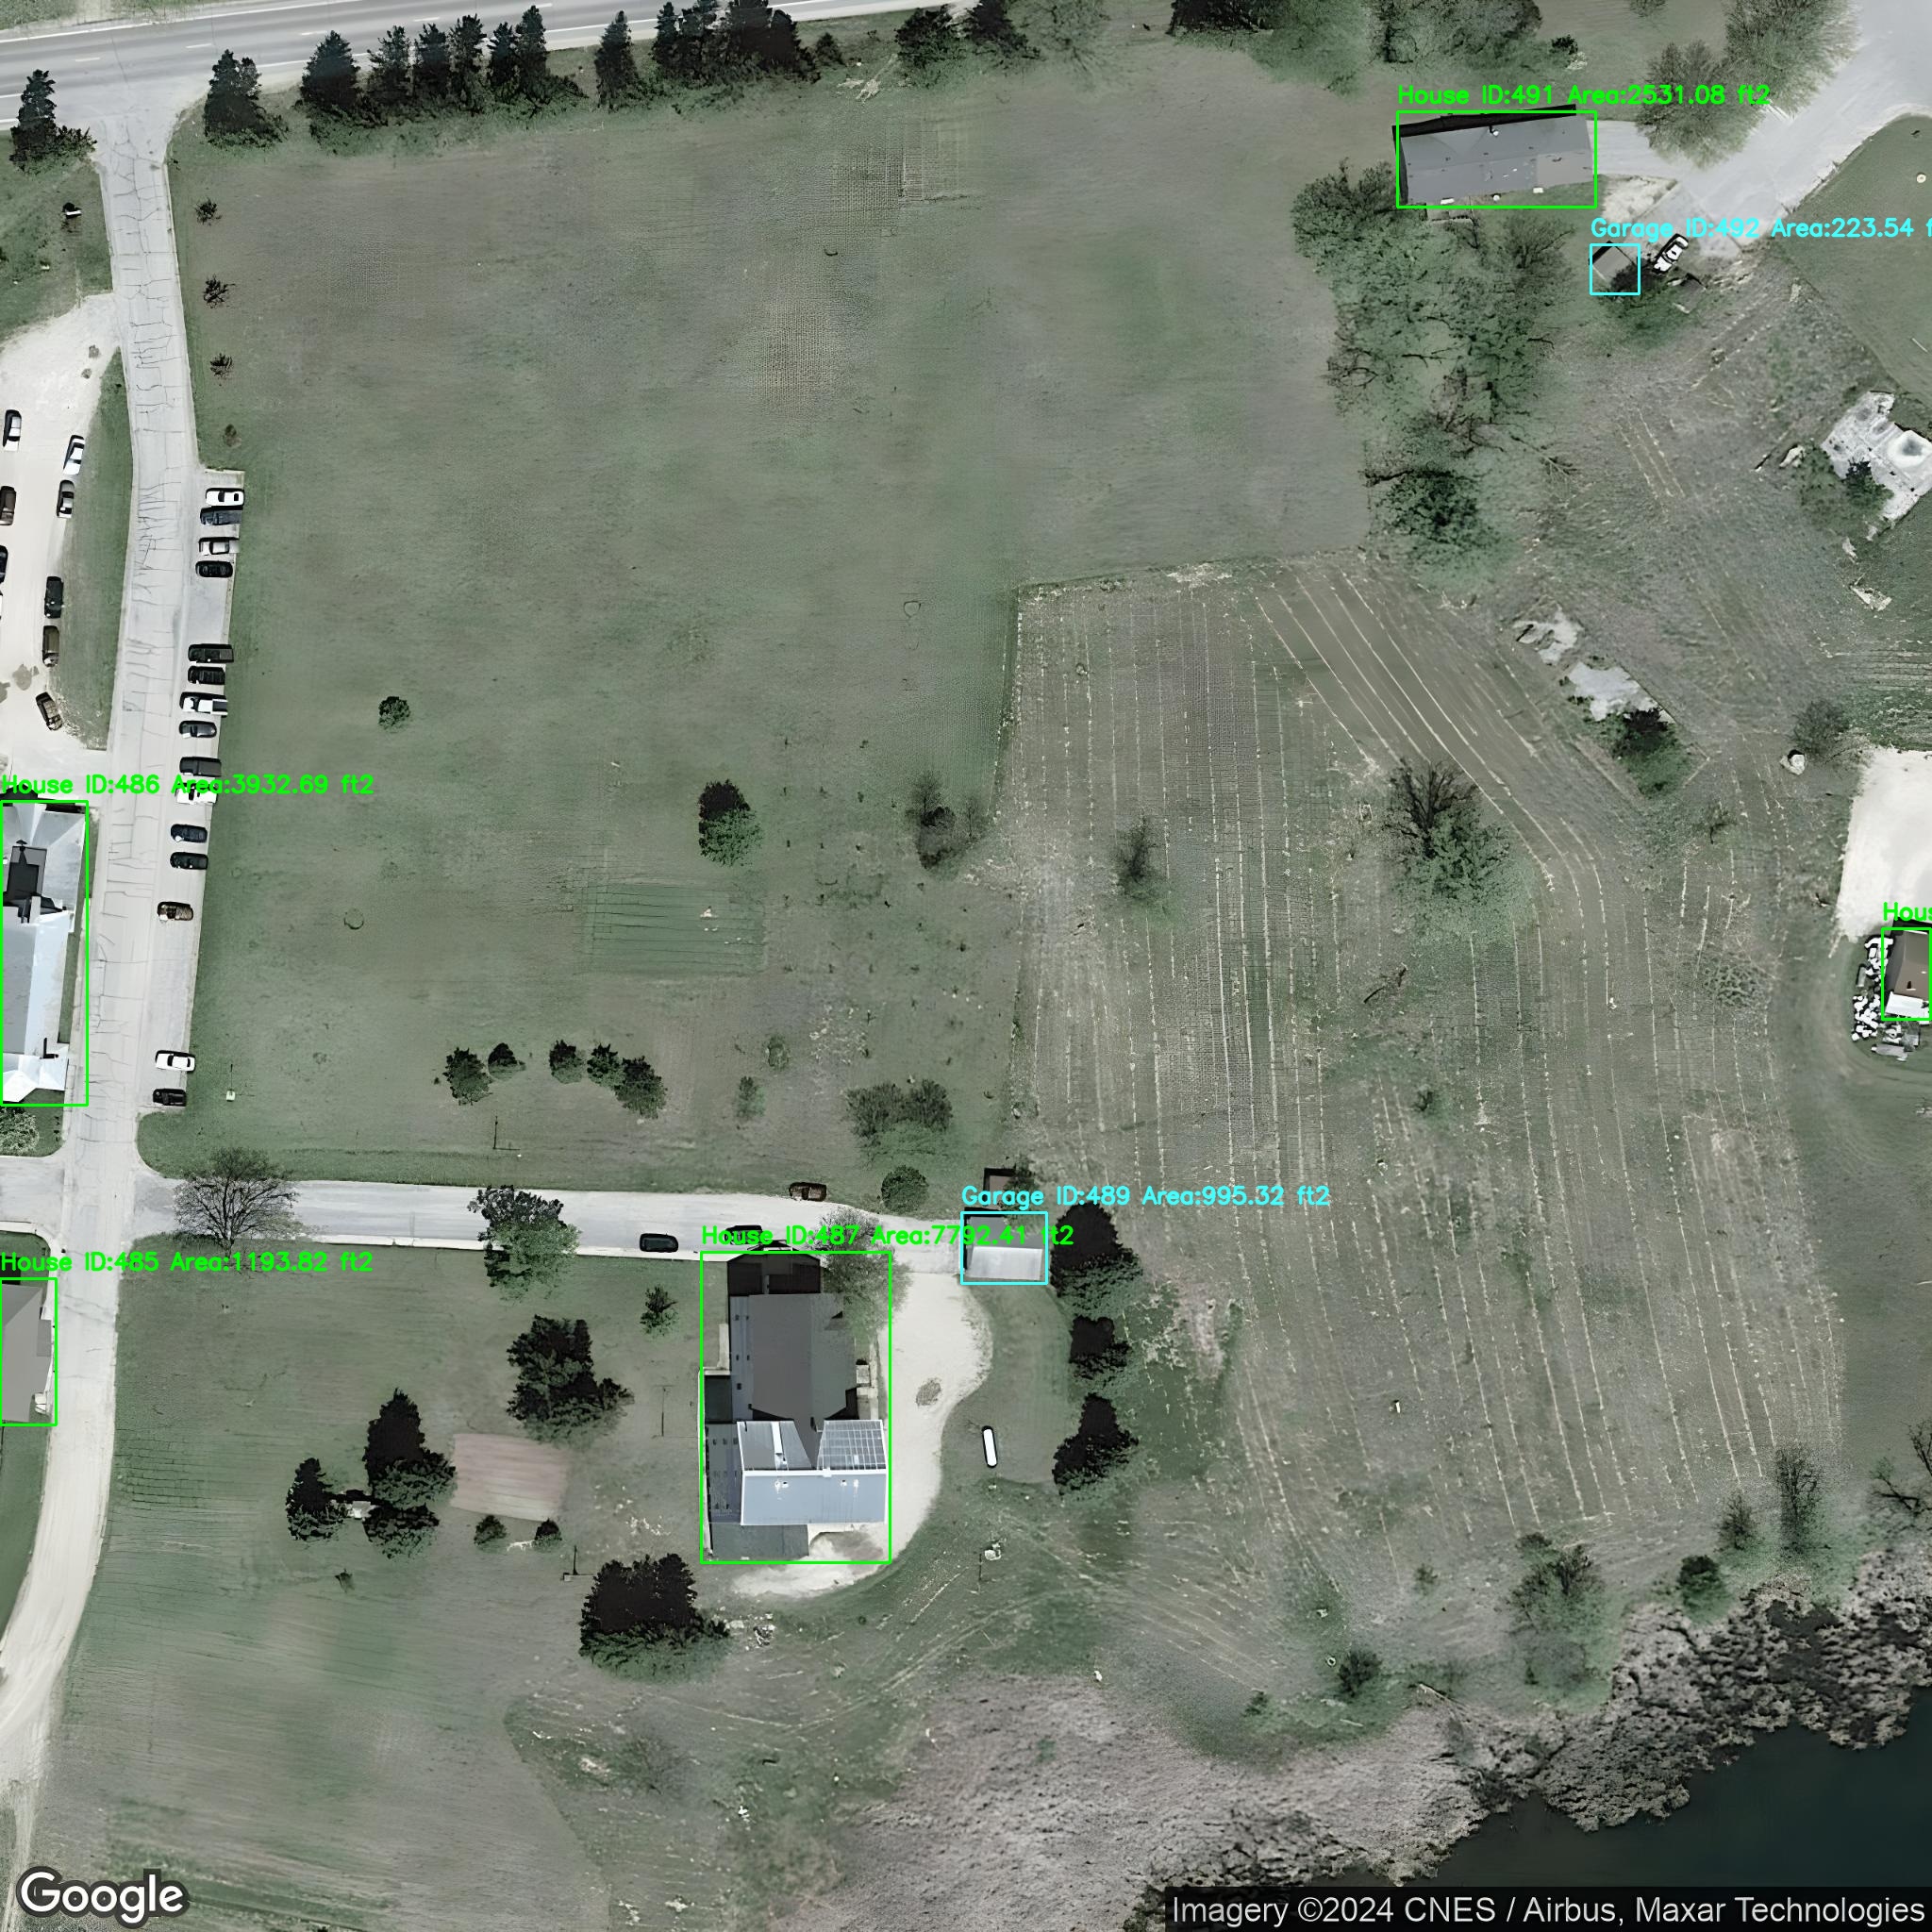 House ID:491 Area:2531.08 ft2
Garage ID:492 Area:223.54 f
House ID:486 Area:3932.69 ft2
Hous
Garage ID:489 Area:995.32 ft2
House ID:487 Area:7792.41 ft2
House ID:485 Area:1193.82 ft2
Google
Imagery ©2024 CNES / Airbus, Maxar Technologies